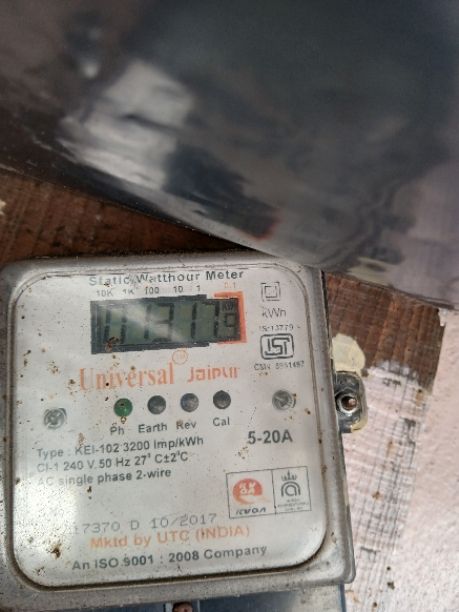 Static Watthour Meter
10K 1K 100 10 1 0.1
kWh
IS:13779
Universal TM Jaipur
Ph Earth Rev Cal
Type : KEI-102 3200 Imp/kWh 5-20A
Cl-1 240 V.50 Hz 27° C±2°C
AC single phase 2-wire
17370 D 10/2017
Mktd by UTC (INDIA)
An ISO.9001 : 2008 Company